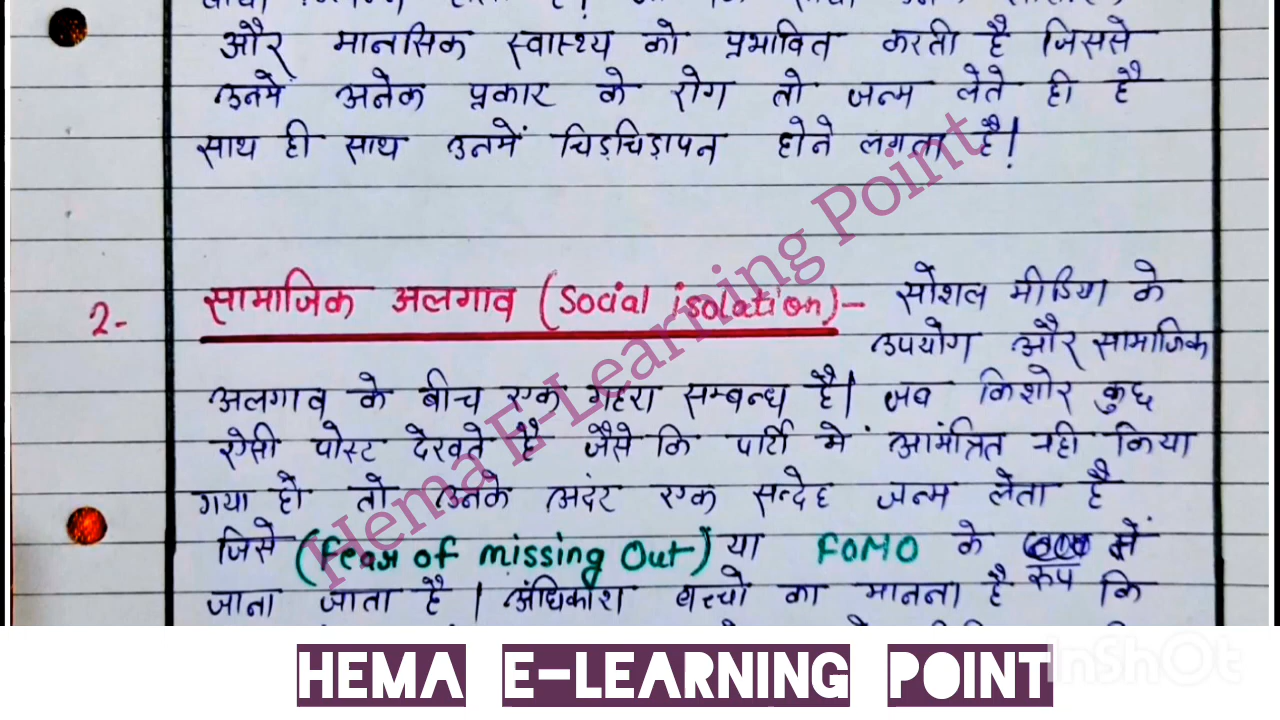 और मानसिक स्वास्थ्य को प्रभावित करती है जिससे
उनमें अनेक प्रकार के रोग तो जन्म लेते ही है
साथ ही साथ उनमें चिड़चिड़ापन होने लगता है!
2- सामाजिक अलगाव (Social isolation)- सोशल मीडिया के
उपयोग और सामाजिक
अलगाव के बीच एक गहरा सम्बन्ध है। जब किशोर कुछ
ऐसी पोस्ट देखते है जैसे कि पार्टी में आमंत्रित नही किया
गया हो तो उनके अदंर एक सन्देह जन्म लेता है
जिसे (fear of missing Out) या FOMO के रूप में
जाना जाता है। अधिकांश बच्चो का मानना है कि
Hema E-Learning Point
HEMA E-LEARNING POINT
InShOt